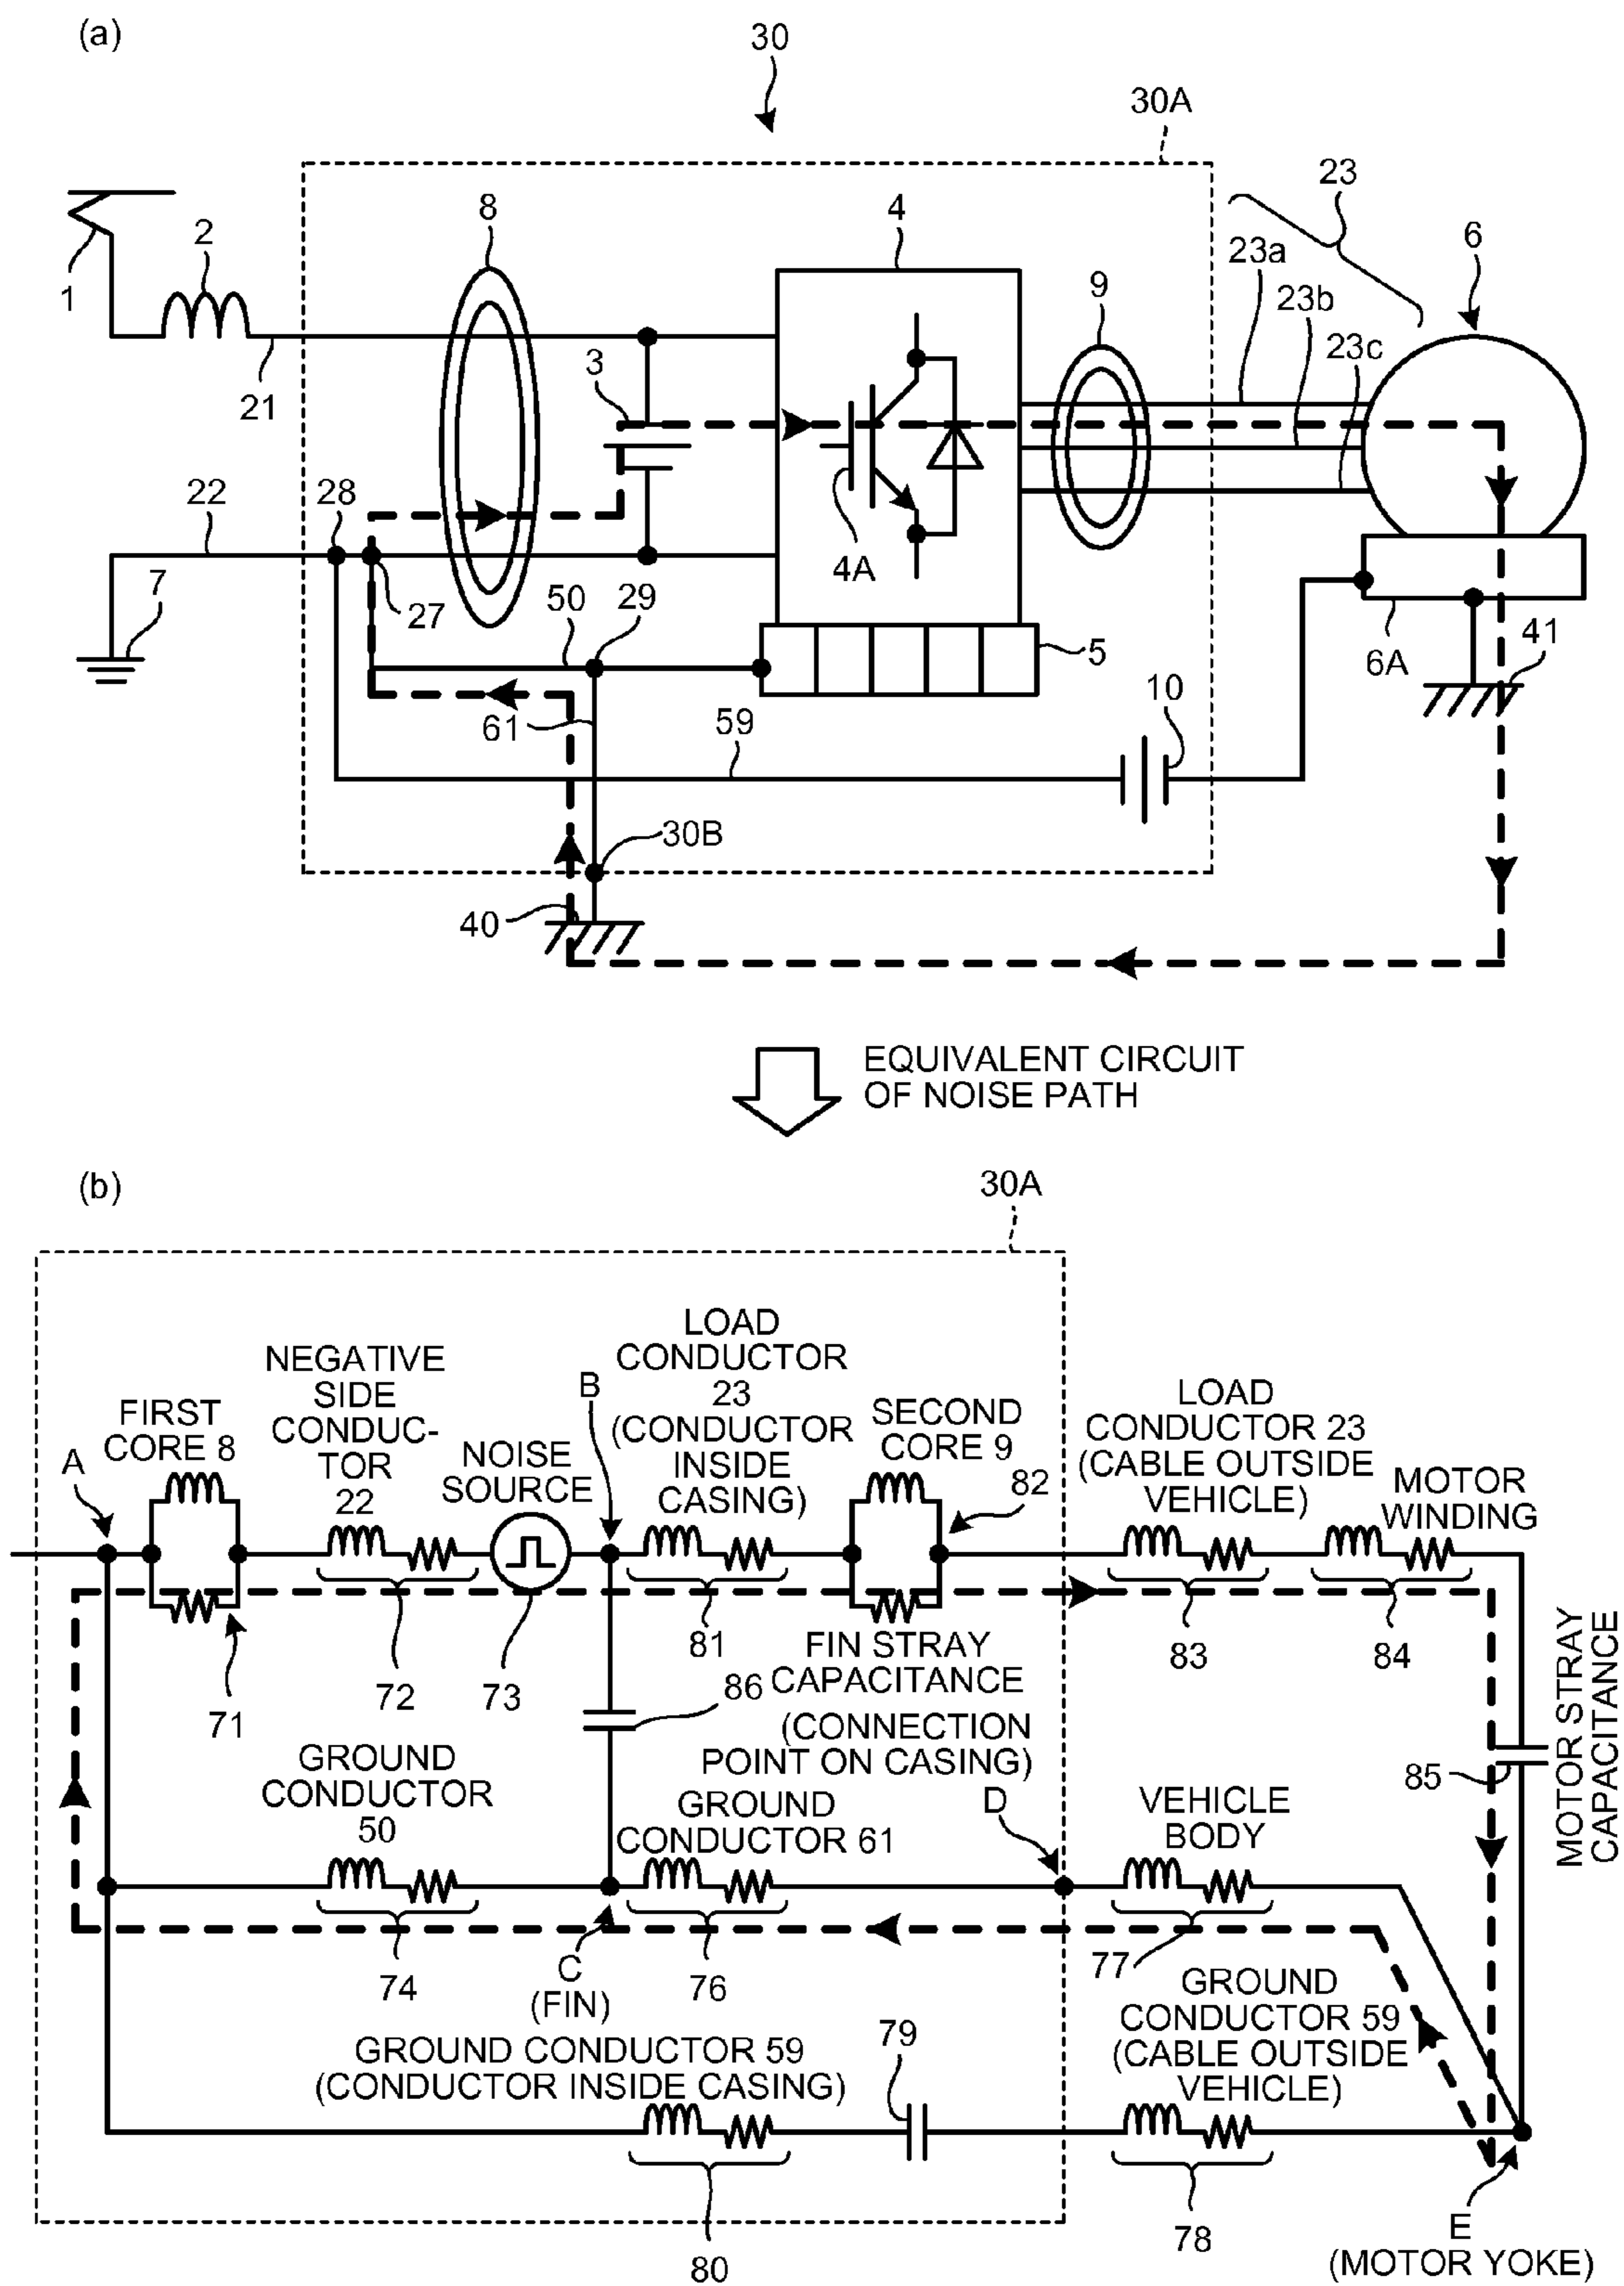 (a)
30
30A
23
8
4
6
2
23a
9
23b
1
3
23c
21
22
28
4A
7
27
50
29
41
5
6A
10
61
59
30B
40
EQUIVALENT CIRCUIT
OF NOISE PATH
(b)
30A
LOAD
CONDUCTOR
23
(CONDUCTOR
INSIDE
CASING)
NEGATIVE
SIDE
CONDUC-
TOR
22
B
FIRST
CORE 8
SECOND
CORE 9
LOAD
CONDUCTOR 23
(CABLE OUTSIDE
VEHICLE)
A
NOISE
SOURCE
82
MOTOR
WINDING
81
83
84
71
72
73
86
FIN STRAY
CAPACITANCE
(CONNECTION
POINT ON CASING)
MOTOR STRAY
CAPACITANCE
85
GROUND
CONDUCTOR
50
GROUND
CONDUCTOR 61
D
VEHICLE
BODY
74
C
(FIN)
76
77
GROUND
CONDUCTOR 59
(CABLE OUTSIDE
VEHICLE)
GROUND CONDUCTOR 59
(CONDUCTOR INSIDE CASING)
79
80
78
E
(MOTOR YOKE)